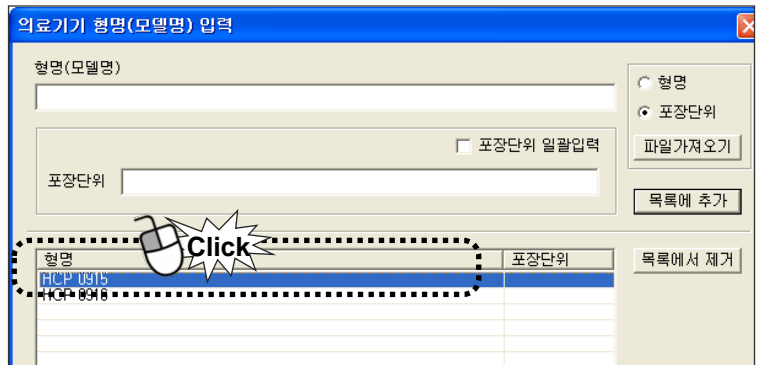 의료기기 형명(모델명) 입력
형명(모델명)
형명
포장단위
포장단위 일괄입력
파일가져오기
포장단위
목록에 추가
Click
형명 포장단위
목록에서 제거
HCP 0915
HCP 0916